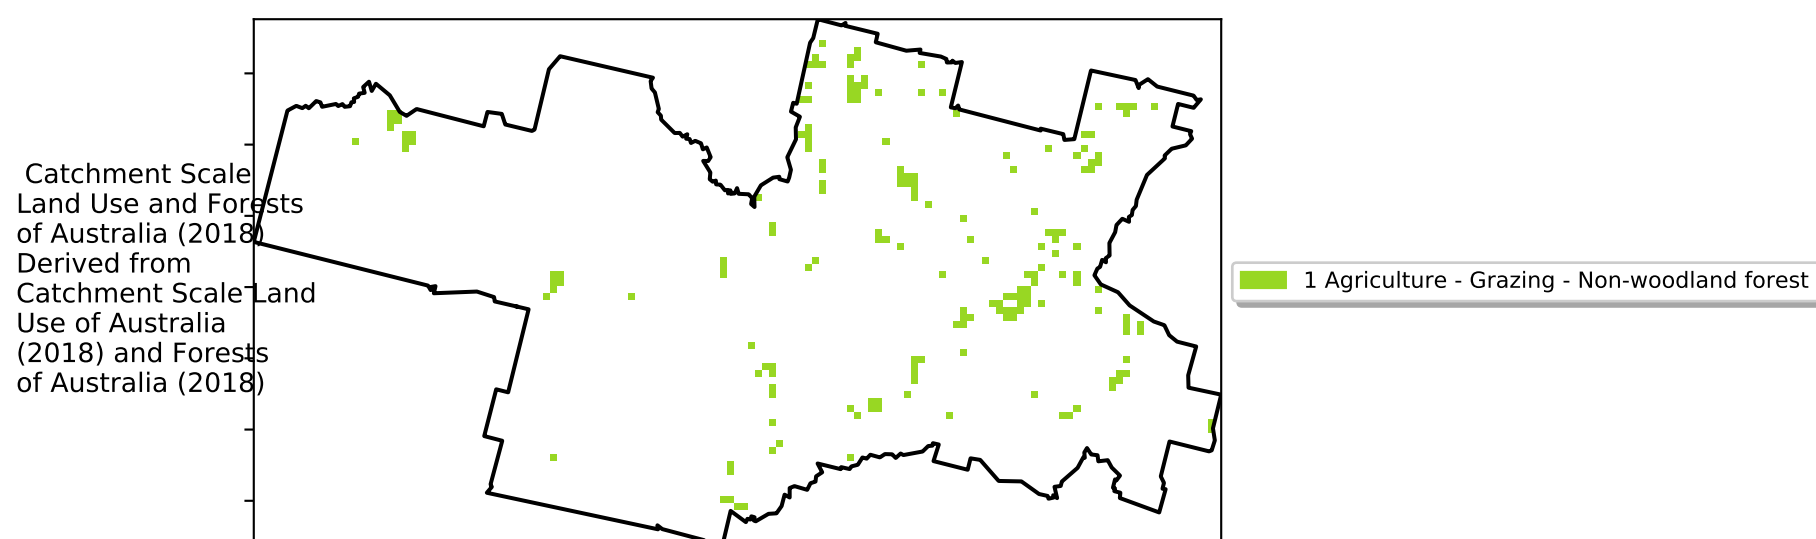 Catchment Scale
Land Use and Forests
of Australia (2018)
Derived from
Catchment Scale Land
Use of Australia
(2018) and Forests
of Australia (2018)
1 Agriculture - Grazing - Non-woodland forest